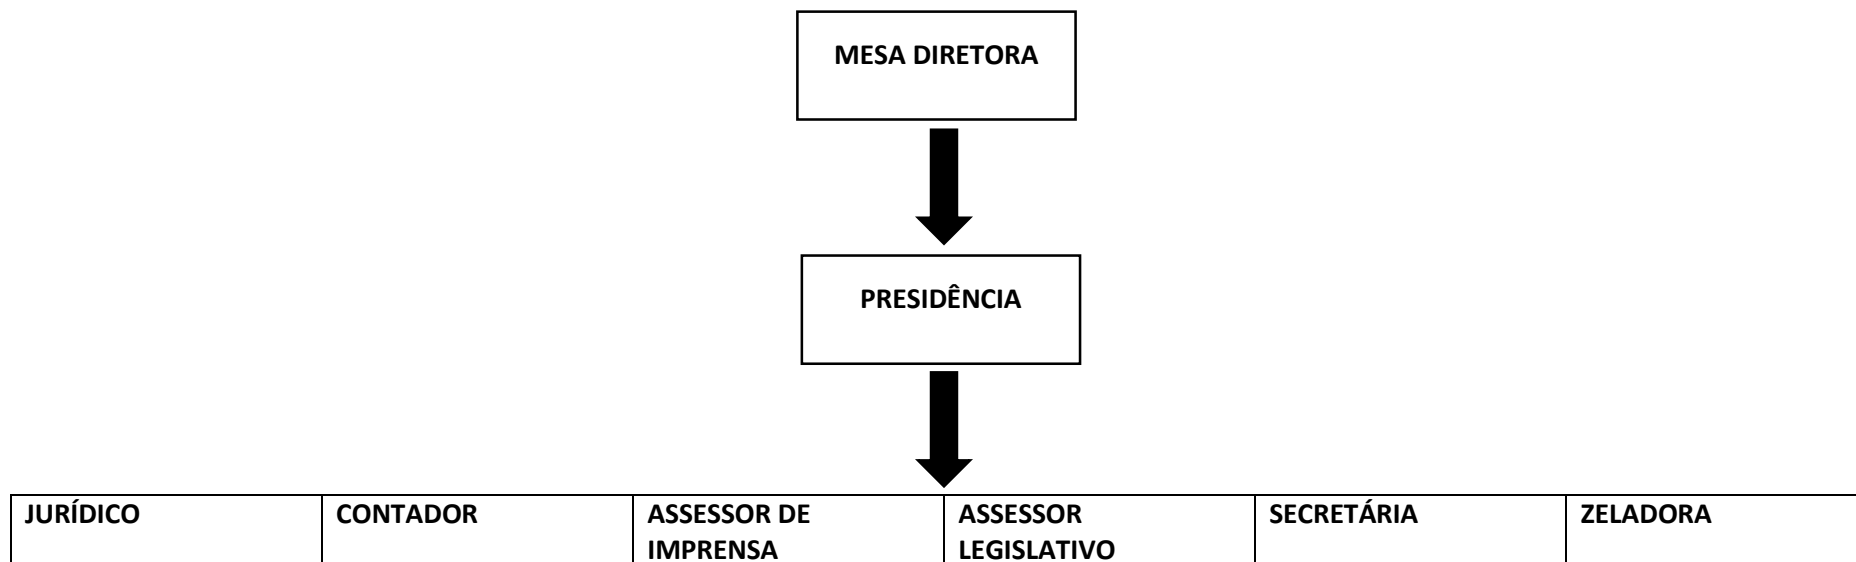 MESA DIRETORA
PRESIDÊNCIA
JURÍDICO
CONTADOR
ASSESSOR DE
IMPRENSA
ASSESSOR
LEGISLATIVO
SECRETÁRIA
ZELADORA